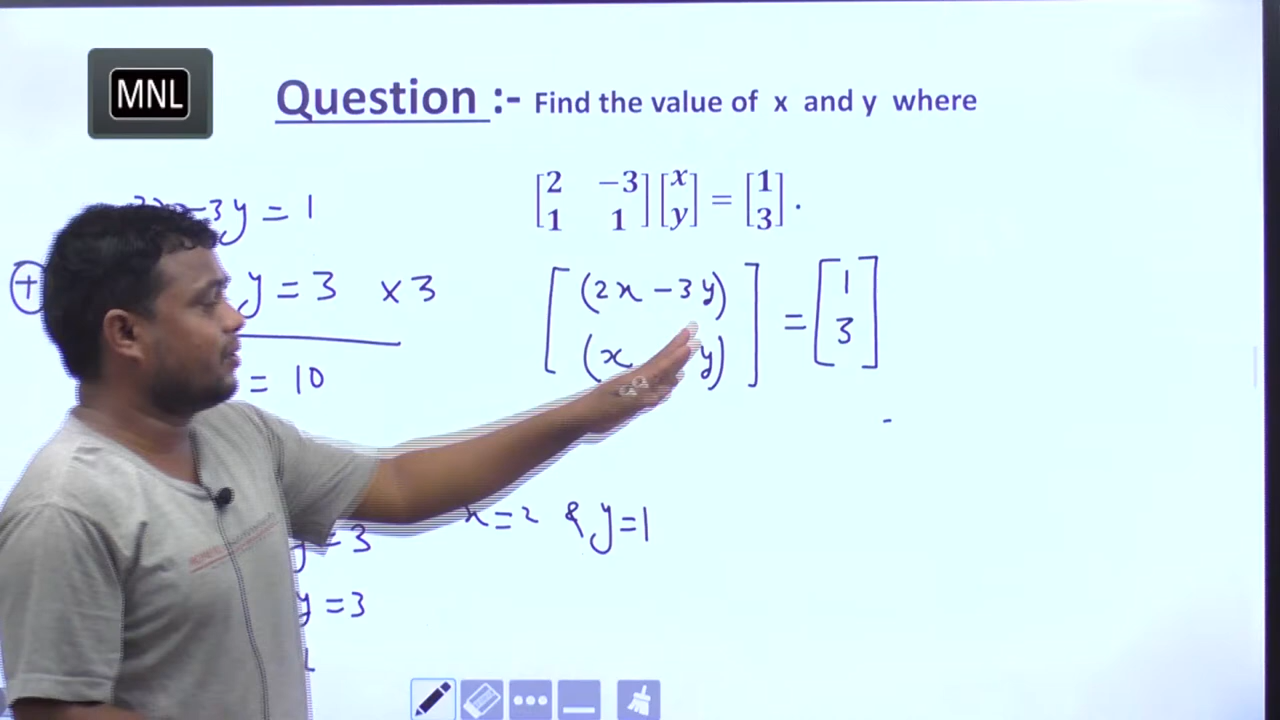 MNL
Question :- Find the value of x and y where
[2 -3
1 1] [x
y] = [1
3].
-3y = 1
+ y = 3 × 3
= 10
[(2x - 3y)
(x y)] = [1
3]
x = 2 & y = 1
y = 3
y = 3